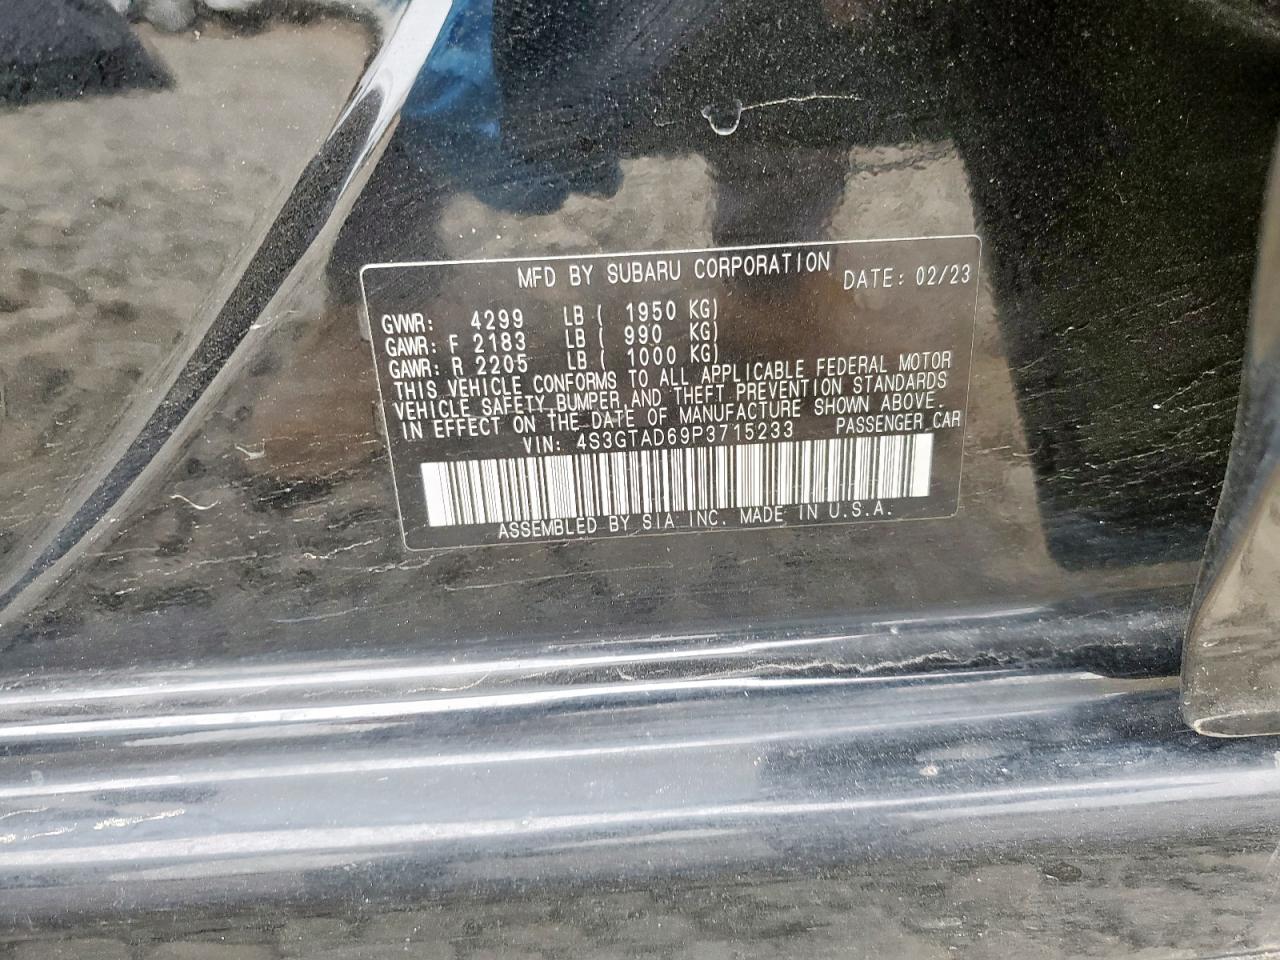 MFD BY SUBARU CORPORATION DATE: 02/23
GVWR: 4299 LB ( 1950 KG)
GAWR: F 2183 LB ( 990 KG)
GAWR: R 2205 LB ( 1000 KG)
THIS VEHICLE CONFORMS TO ALL APPLICABLE FEDERAL MOTOR
VEHICLE SAFETY, BUMPER, AND THEFT PREVENTION STANDARDS
IN EFFECT ON THE DATE OF MANUFACTURE SHOWN ABOVE.
VIN: 4S3GTAD69P3715233 PASSENGER CAR
ASSEMBLED BY SIA INC. MADE IN U.S.A.